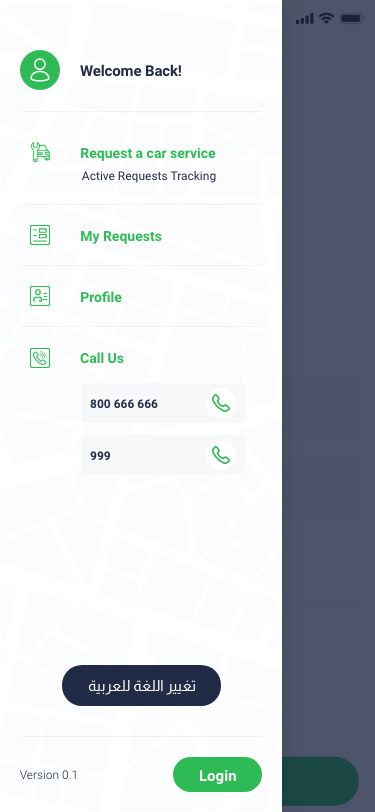 Welcome Back!
Request a car service
Active Requests Tracking
My Requests
Profile
Call Us
800 666 666
999
تغيير اللغة للعربية
Version 0.1
Login